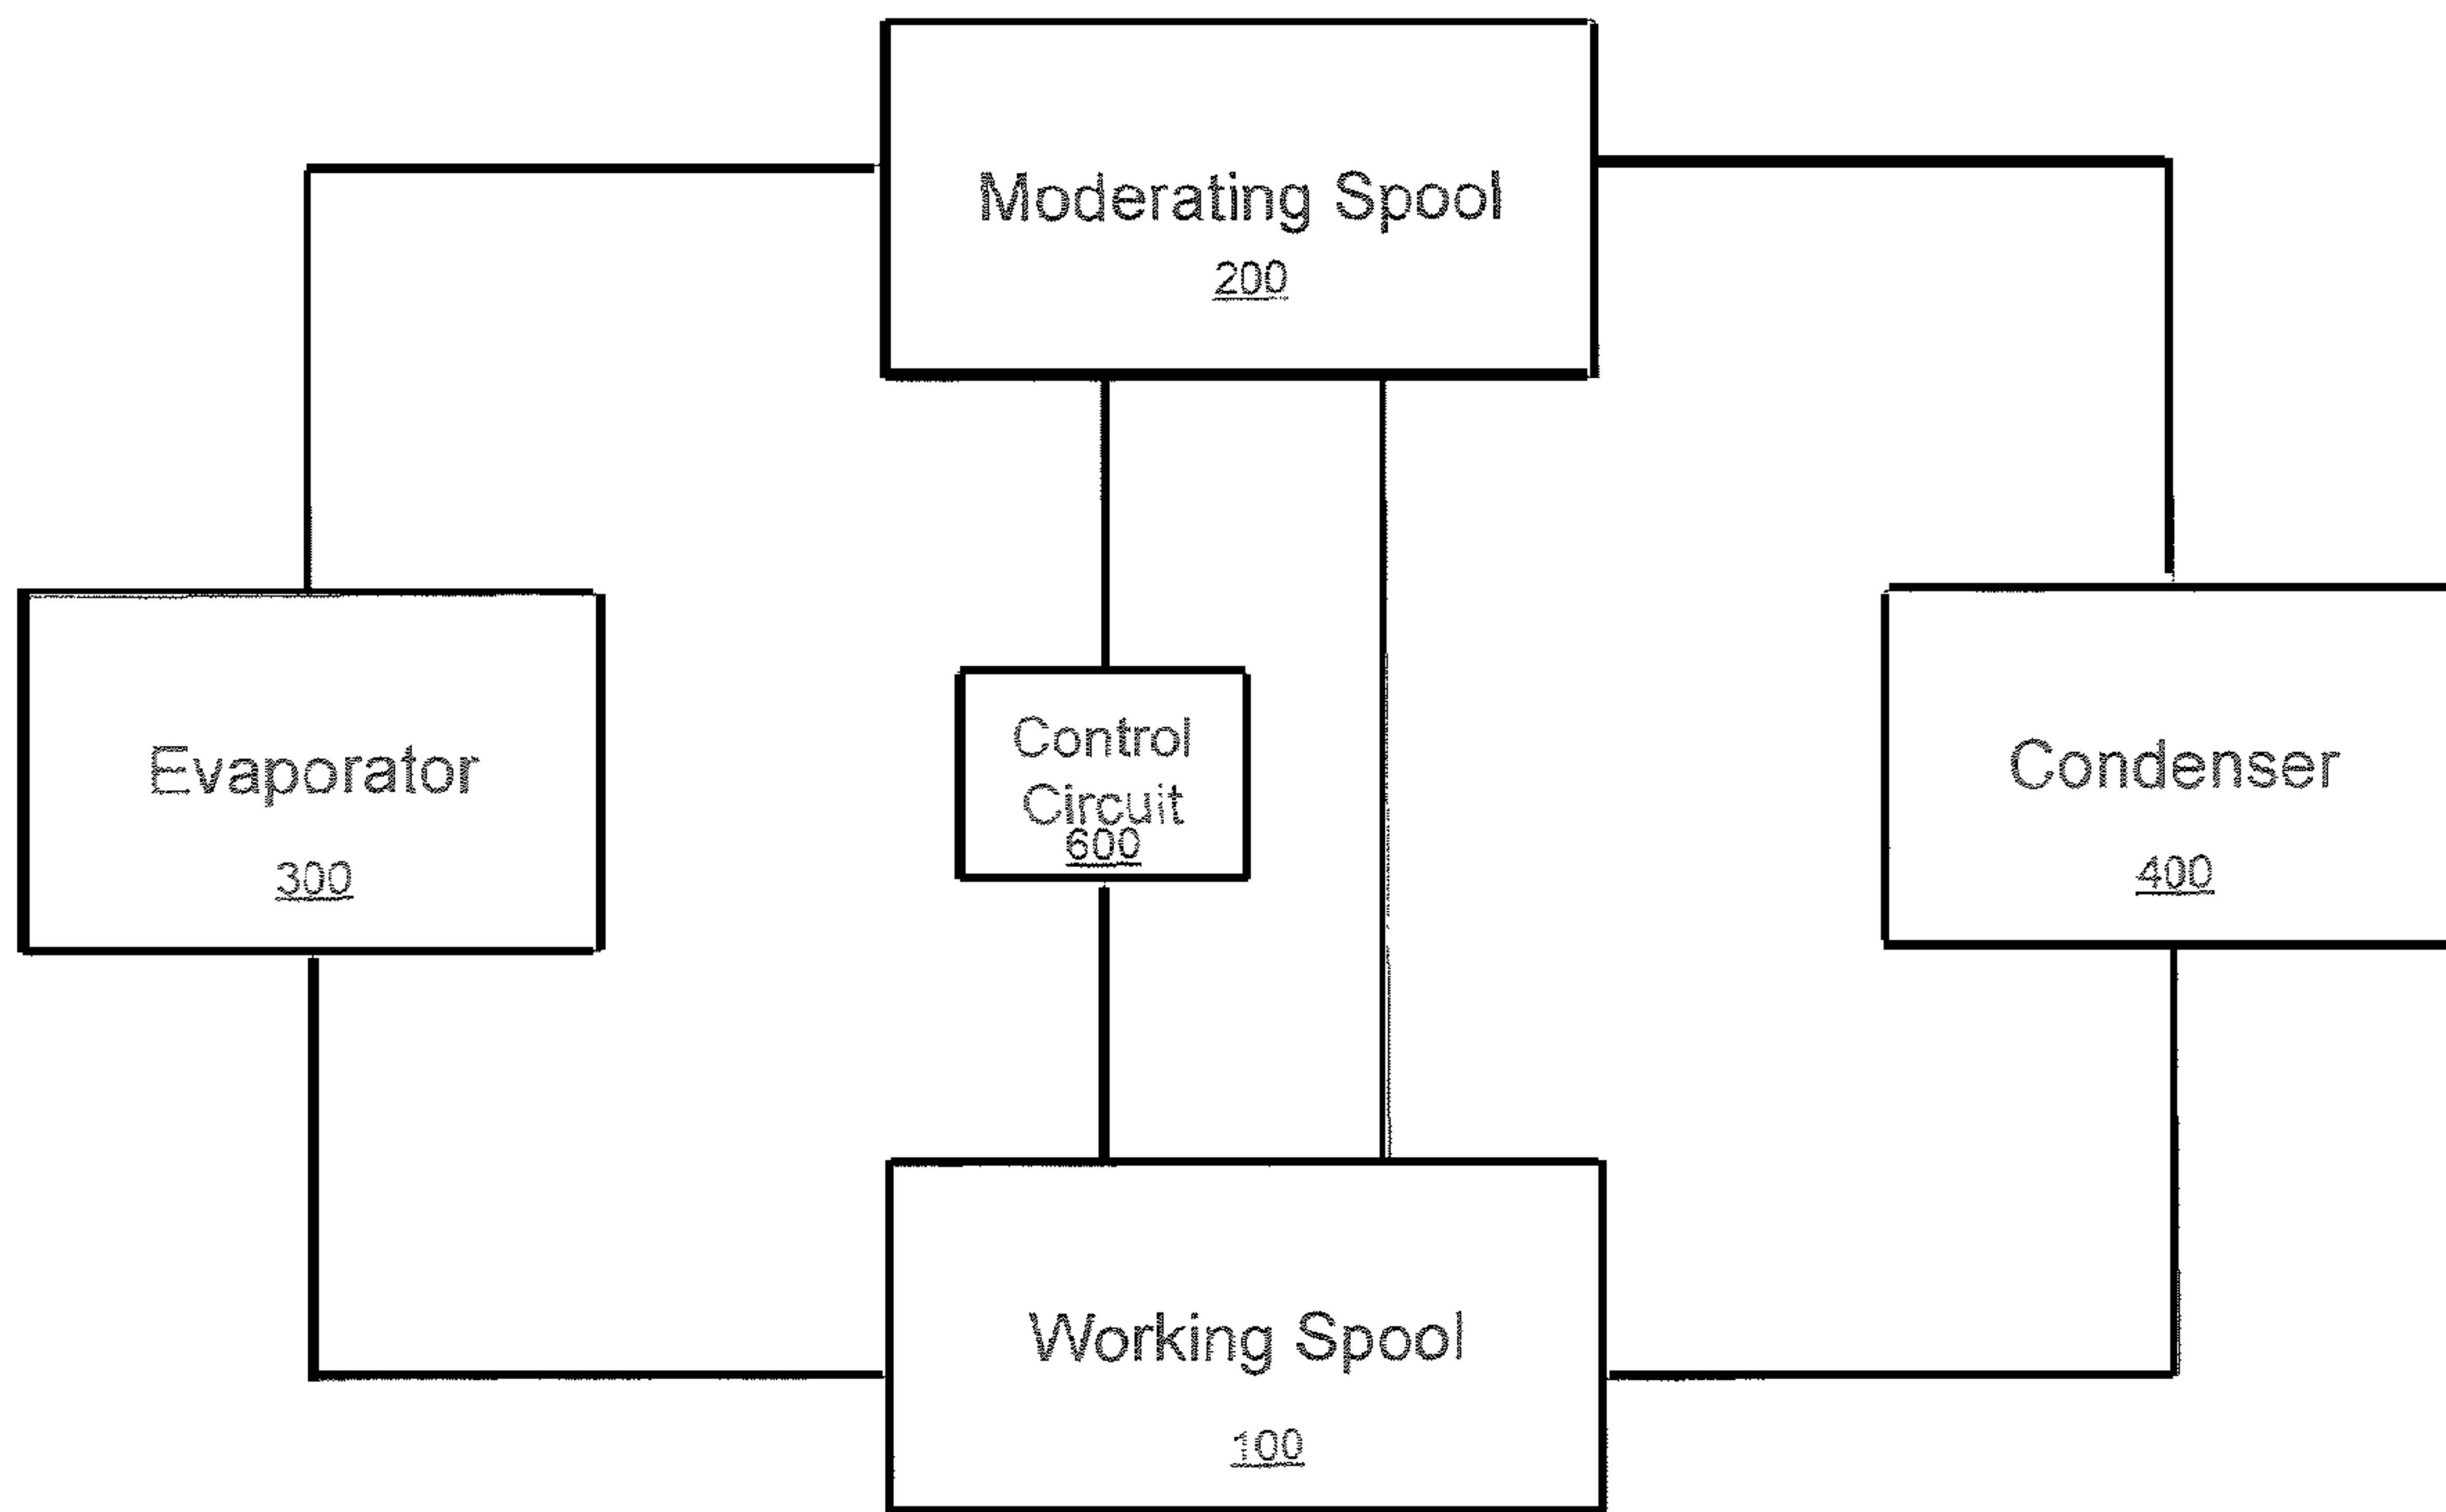 Moderating Spool
200
Evaporator
300
Control
Circuit
600
Condenser
400
Working Spool
100